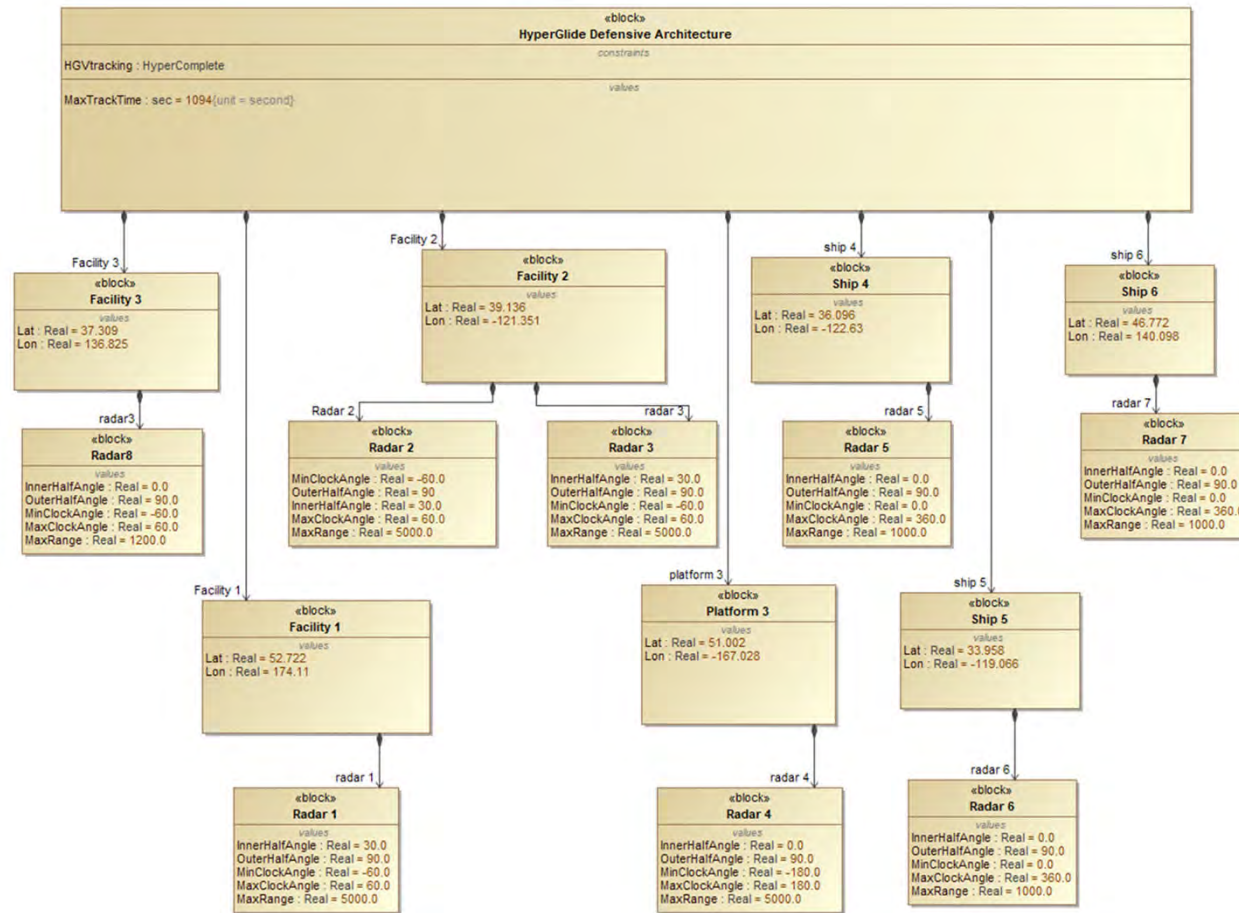 «block»
HyperGlide Defensive Architecture
constraints
HGVtracking : HyperComplete
values
MaxTrackTime : sec = 1094{unit = second}
Facility 3
«block»
Facility 3
values
Lat : Real = 37.309
Lon : Real = 136.825
radar3
«block»
Radar8
values
InnerHalfAngle : Real = 0.0
OuterHalfAngle : Real = 90.0
MinClockAngle : Real = -60.0
MaxClockAngle : Real = 60.0
MaxRange : Real = 1200.0
Facility 2
«block»
Facility 2
values
Lat : Real = 39.136
Lon : Real = -121.351
Radar 2
«block»
Radar 2
values
MinClockAngle : Real = -60.0
OuterHalfAngle : Real = 90
InnerHalfAngle : Real = 30.0
MaxClockAngle : Real = 60.0
MaxRange : Real = 5000.0
radar 3
«block»
Radar 3
values
InnerHalfAngle : Real = 30.0
OuterHalfAngle : Real = 90.0
MinClockAngle : Real = -60.0
MaxClockAngle : Real = 60.0
MaxRange : Real = 5000.0
ship 4
«block»
Ship 4
values
Lat : Real = 36.096
Lon : Real = -122.63
radar 5
«block»
Radar 5
values
InnerHalfAngle : Real = 0.0
OuterHalfAngle : Real = 90.0
MinClockAngle : Real = 0.0
MaxClockAngle : Real = 360.0
MaxRange : Real = 1000.0
ship 6
«block»
Ship 6
values
Lat : Real = 46.772
Lon : Real = 140.098
radar 7
«block»
Radar 7
values
InnerHalfAngle : Real = 0.0
OuterHalfAngle : Real = 90.0
MinClockAngle : Real = 0.0
MaxClockAngle : Real = 360.0
MaxRange : Real = 1000.0
Facility 1
«block»
Facility 1
values
Lat : Real = 52.722
Lon : Real = 174.11
radar 1
«block»
Radar 1
values
InnerHalfAngle : Real = 30.0
OuterHalfAngle : Real = 90.0
MinClockAngle : Real = -60.0
MaxClockAngle : Real = 60.0
MaxRange : Real = 5000.0
platform 3
«block»
Platform 3
values
Lat : Real = 51.002
Lon : Real = -167.028
radar 4
«block»
Radar 4
values
InnerHalfAngle : Real = 0.0
OuterHalfAngle : Real = 90.0
MinClockAngle : Real = -180.0
MaxClockAngle : Real = 180.0
MaxRange : Real = 5000.0
ship 5
«block»
Ship 5
values
Lat : Real = 33.958
Lon : Real = -119.066
radar 6
«block»
Radar 6
values
InnerHalfAngle : Real = 0.0
OuterHalfAngle : Real = 90.0
MinClockAngle : Real = 0.0
MaxClockAngle : Real = 360.0
MaxRange : Real = 1000.0